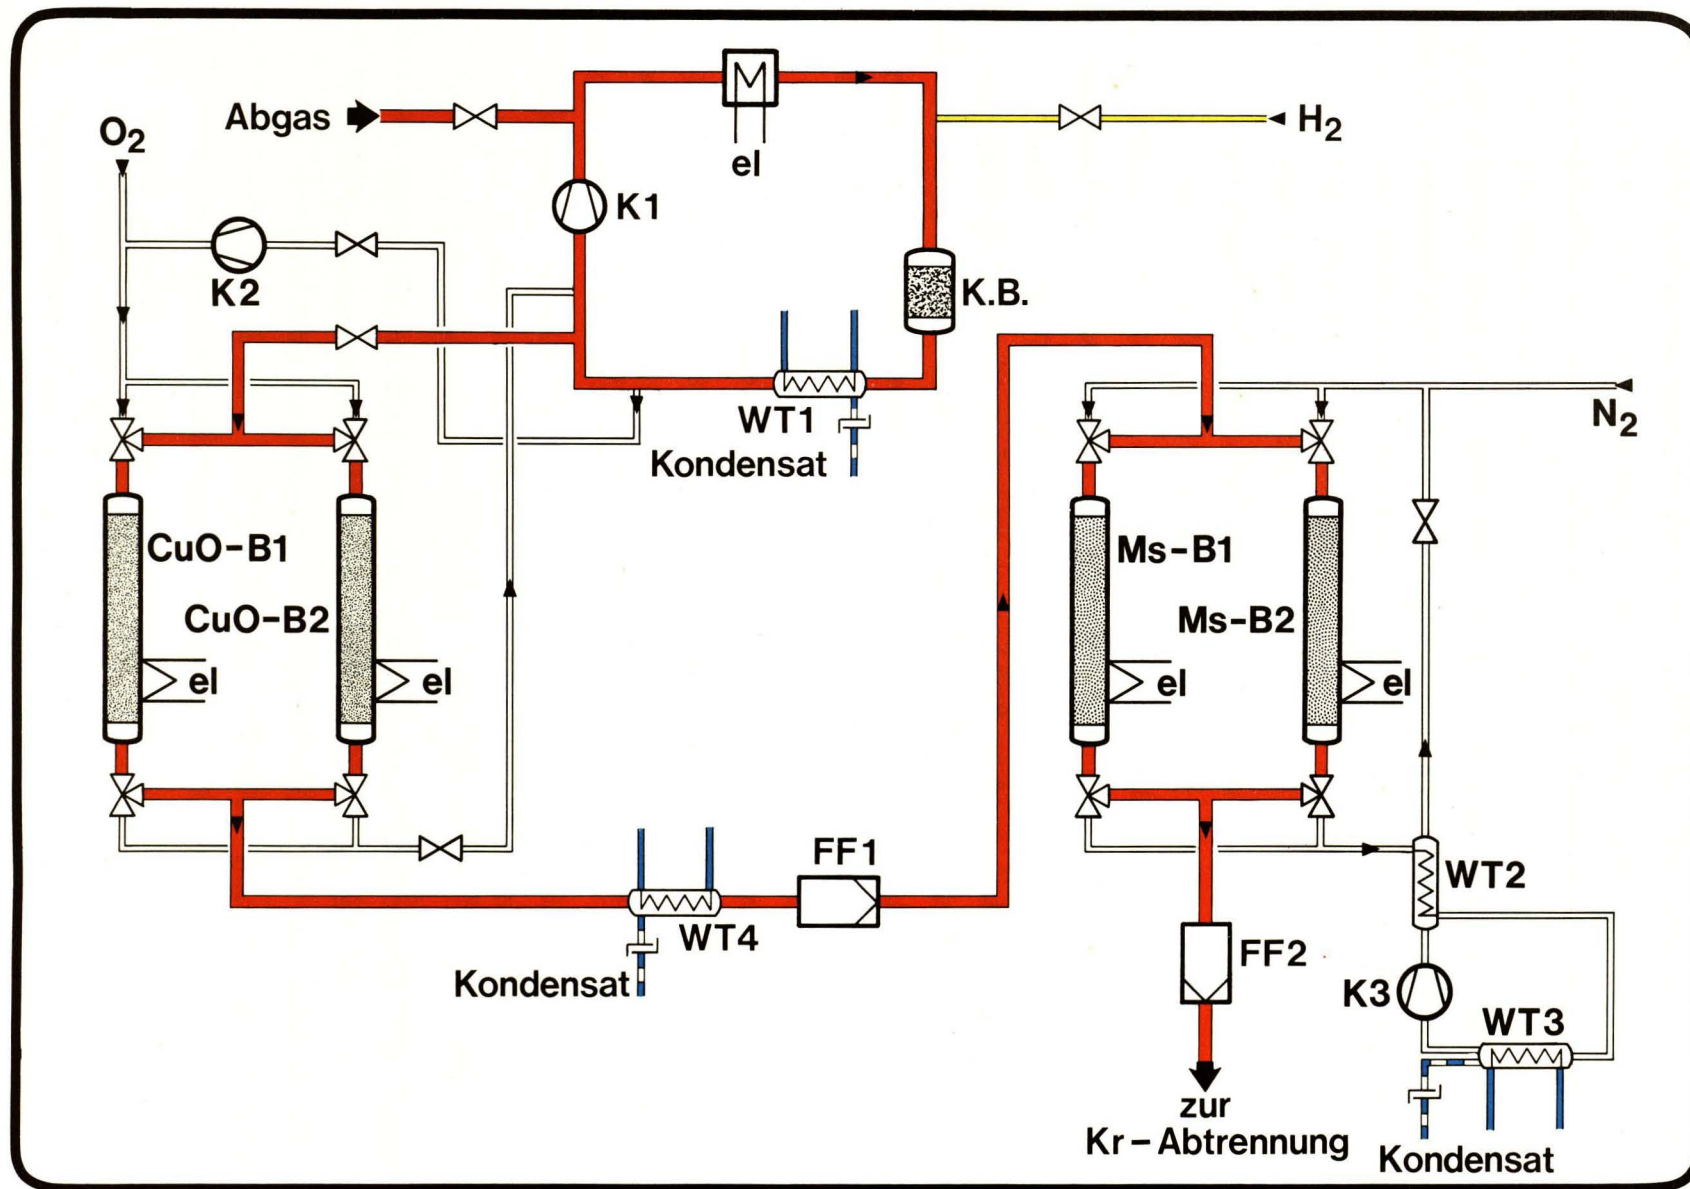 Abgas
O2
el
H2
K1
K2
K.B.
WT1
Kondensat
N2
CuO-B1
CuO-B2
Ms-B1
Ms-B2
el
el
el
el
FF1
WT4
Kondensat
WT2
FF2
K3
WT3
zur
Kr-Abtrennung
Kondensat